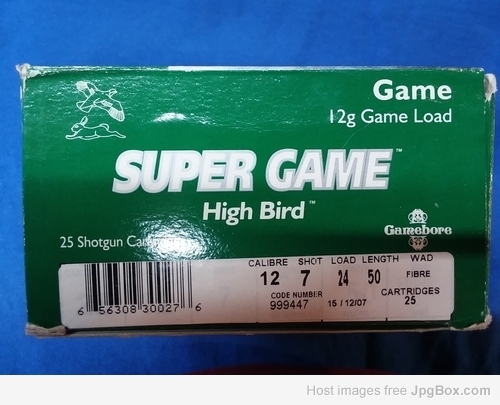 Game
12g Game Load
SUPER GAME™
High Bird™
Gamebore
25 Shotgun
CALIBRE SHOT LOAD LENGTH WAD
12 7 24 50 FIBRE
CODE NUMBER CARTRIDGES
999447 15/12/07 25
6 56308 30027 6
Host images free JpgBox.com